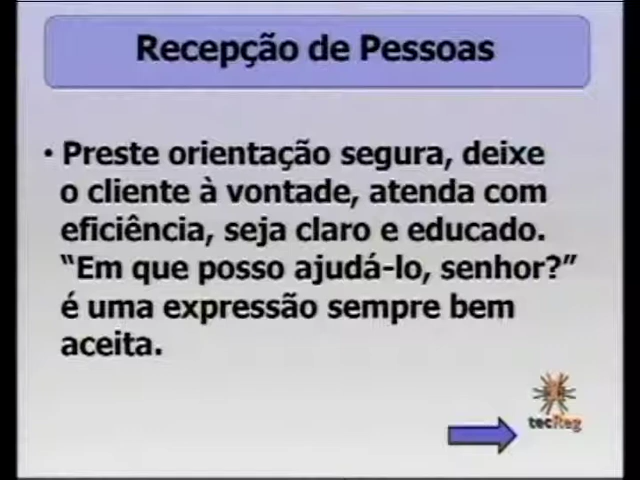 Recepção de Pessoas
• Preste orientação segura, deixe
o cliente à vontade, atenda com
eficiência, seja claro e educado.
“Em que posso ajudá-lo, senhor?”
é uma expressão sempre bem
aceita.
tecReg